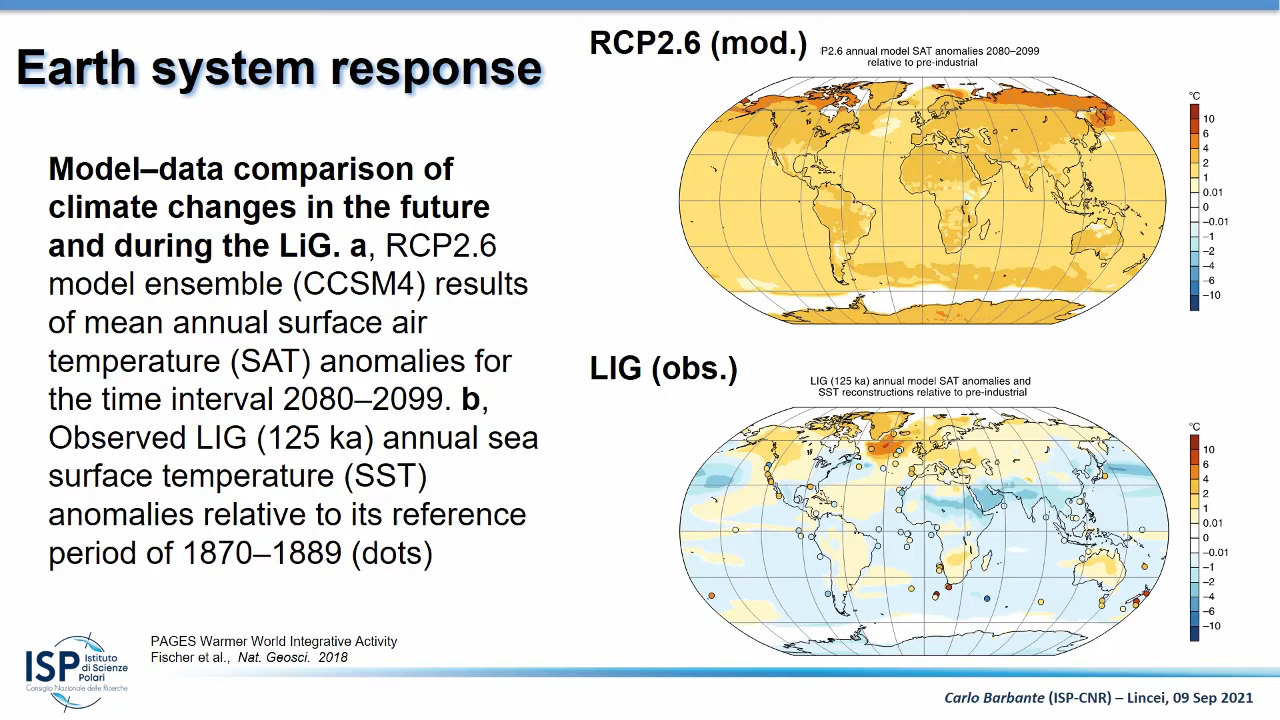 Earth system response
Model–data comparison of
climate changes in the future
and during the LiG. a, RCP2.6
model ensemble (CCSM4) results
of mean annual surface air
temperature (SAT) anomalies for
the time interval 2080–2099. b,
Observed LIG (125 ka) annual sea
surface temperature (SST)
anomalies relative to its reference
period of 1870–1889 (dots)
RCP2.6 (mod.)
P2.6 annual model SAT anomalies 2080–2099
relative to pre-industrial
°C
10
6
4
2
1
0.01
0
–0.01
–1
–2
–4
–6
–10
LIG (obs.)
LIG (125 ka) annual model SAT anomalies and
SST reconstructions relative to pre-industrial
°C
10
6
4
2
1
0.01
0
–0.01
–1
–2
–4
–6
–10
ISP Istituto
di Scienze
Polari
Consiglio Nazionale delle Ricerche
PAGES Warmer World Integrative Activity
Fischer et al., Nat. Geosci. 2018
Carlo Barbante (ISP-CNR) – Lincei, 09 Sep 2021